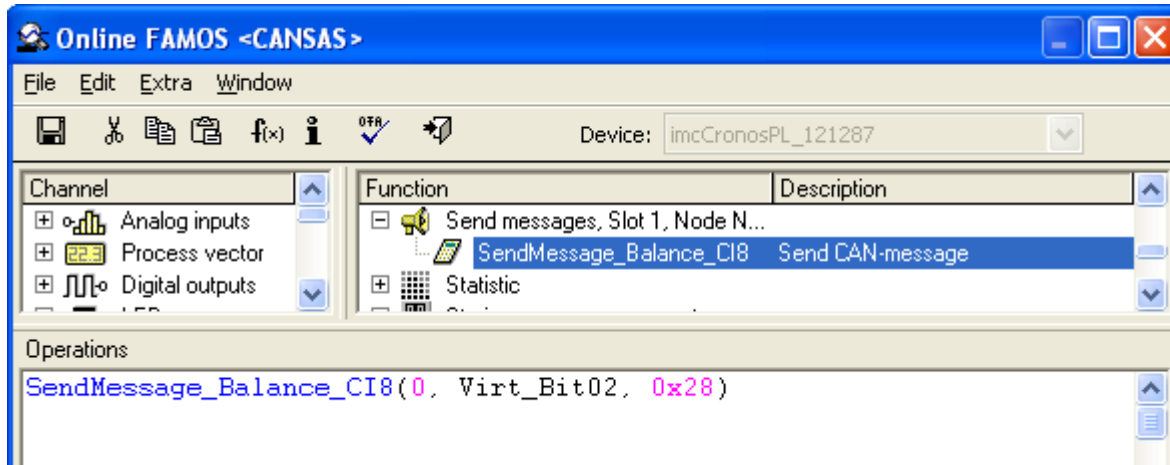 Online FAMOS <CANSAS>
File Edit Extra Window
f(x) i Device: imcCronosPL_121287
Channel Function Description
Analog inputs Send messages, Slot 1, Node N...
22.3 Process vector SendMessage_Balance_CI8 Send CAN-message
Digital outputs Statistic
Operations
SendMessage_Balance_CI8(0, Virt_Bit02, 0x28)